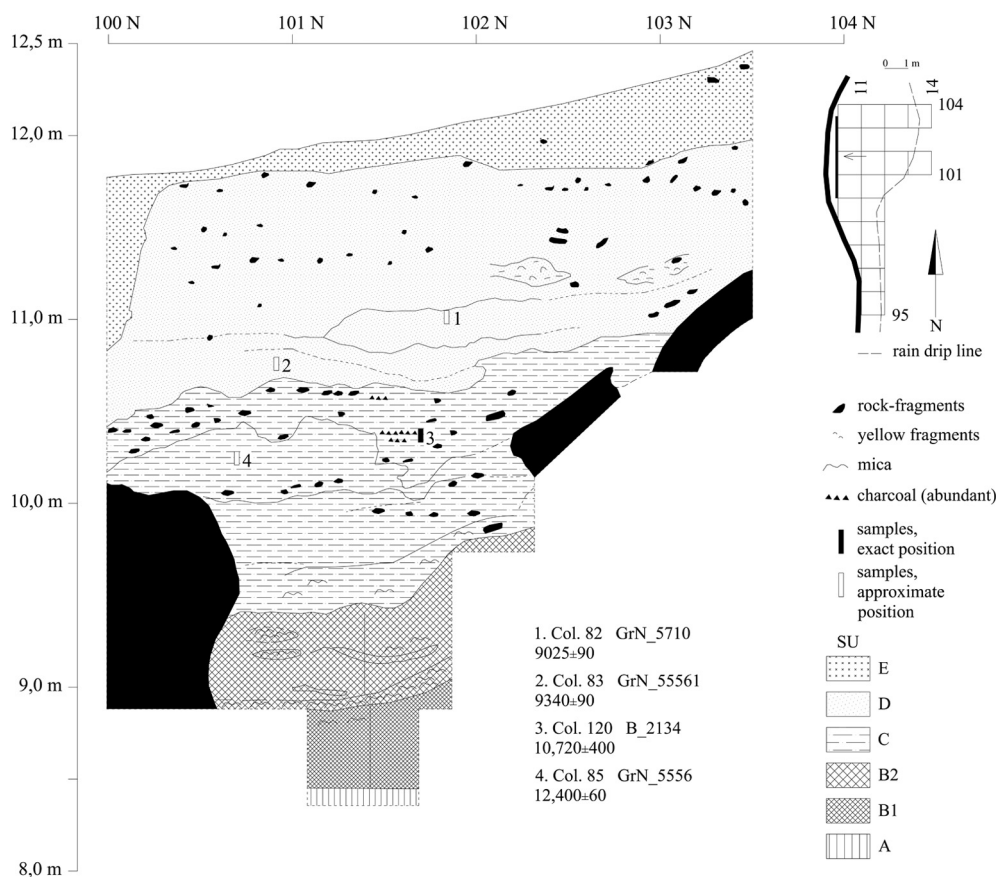 100 N 101 N 102 N 103 N 104 N
12,5 m
12,0 m
11,0 m
10,0 m
9,0 m
8,0 m
1
2
3
4
0 1 m
11 14
104
101
95
N
rain drip line
rock-fragments
yellow fragments
mica
charcoal (abundant)
samples,
exact position
samples,
approximate
position
SU
E
D
C
B2
B1
A
1. Col. 82 GrN_5710
9025±90
2. Col. 83 GrN_55561
9340±90
3. Col. 120 B_2134
10,720±400
4. Col. 85 GrN_5556
12,400±60